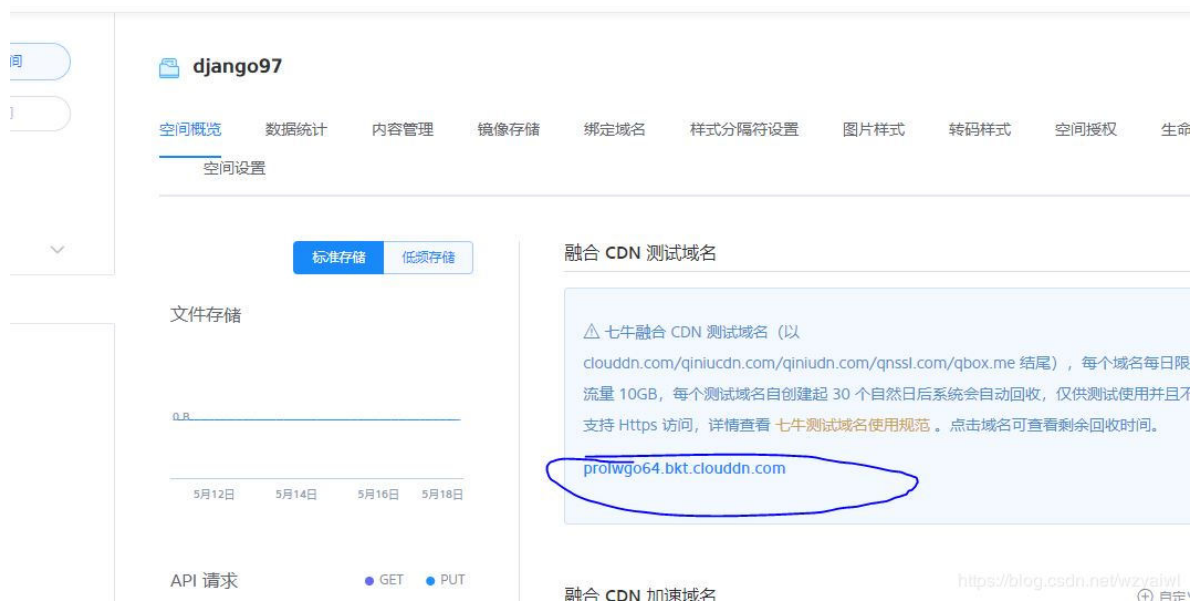 间
django97
空间概览 数据统计 内容管理 镜像存储 绑定域名 样式分隔符设置 图片样式 转码样式 空间授权 生命
空间设置
标准存储 低频存储
文件存储
0 B
5月12日 5月14日 5月16日 5月18日
API 请求 GET PUT
融合 CDN 测试域名
七牛融合 CDN 测试域名（以
clouddn.com/qiniucdn.com/qiniudn.com/qnssl.com/qbox.me 结尾），每个域名每日限
流量 10GB，每个测试域名自创建起 30 个自然日后系统会自动回收，仅供测试使用并且不
支持 Https 访问，详情查看 七牛测试域名使用规范 。点击域名可查看剩余回收时间。
prolwgo64.bkt.clouddn.com
融合 CDN 加速域名
自定义
https://blog.csdn.net/wzyaiwl